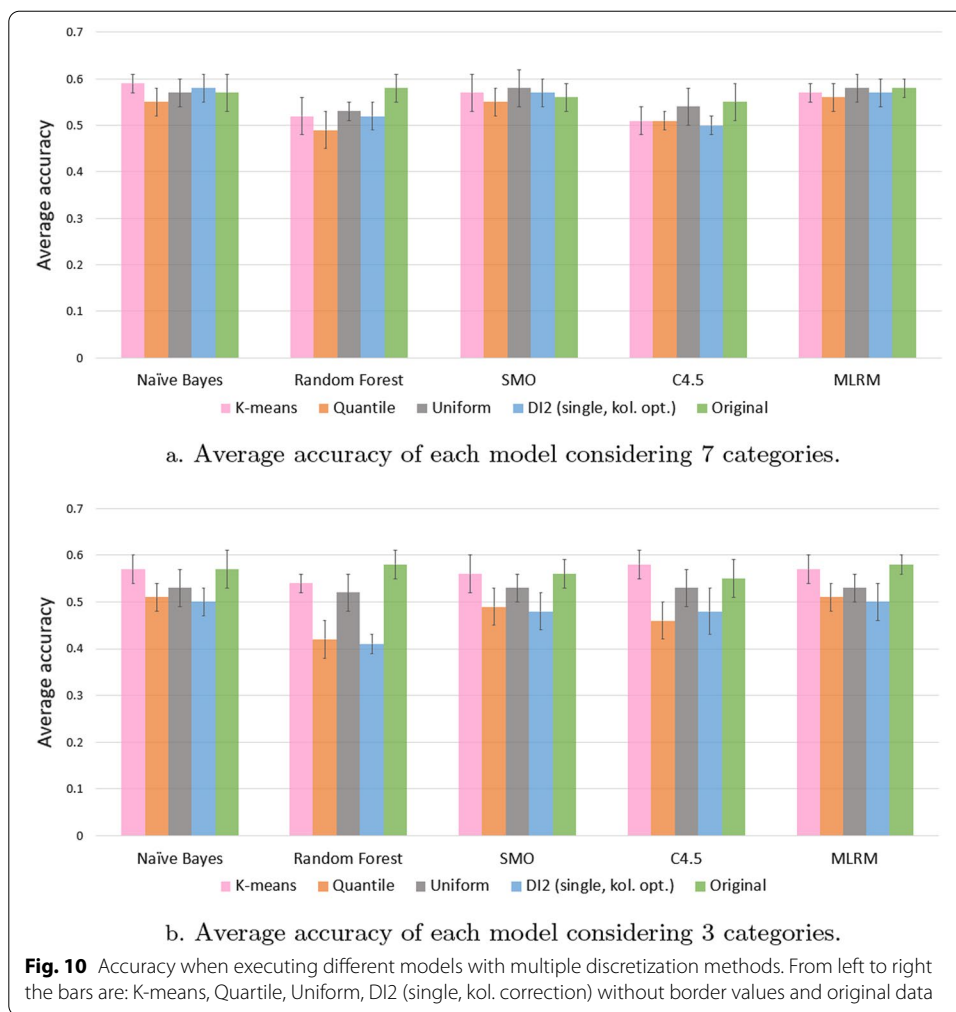 0.7
0.6
0.5
0.4
0.3
0.2
0.1
0
Average accuracy
Naïve Bayes Random Forest SMO C4.5 MLRM
K-means Quantile Uniform DI2 (single, kol. opt.) Original
a. Average accuracy of each model considering 7 categories.
0.7
0.6
0.5
0.4
0.3
0.2
0.1
0
Average accuracy
Naïve Bayes Random Forest SMO C4.5 MLRM
K-means Quantile Uniform DI2 (single, kol. opt.) Original
b. Average accuracy of each model considering 3 categories.
Fig. 10 Accuracy when executing different models with multiple discretization methods. From left to right
the bars are: K-means, Quartile, Uniform, DI2 (single, kol. correction) without border values and original data